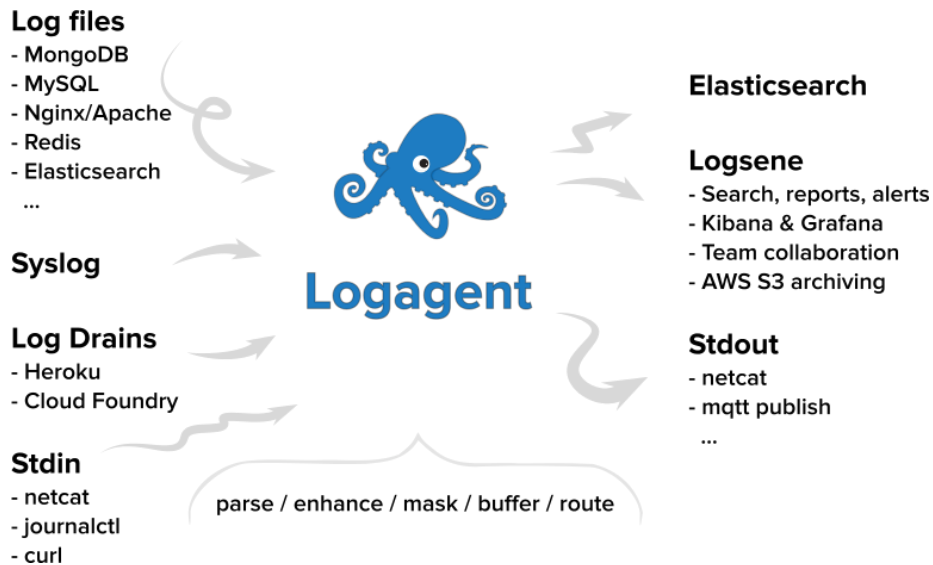 Log files
- MongoDB
- MySQL
- Nginx/Apache
- Redis
- Elasticsearch
...
Syslog
Log Drains
- Heroku
- Cloud Foundry
Stdin
- netcat
- journalctl
- curl
Logagent
parse / enhance / mask / buffer / route
Elasticsearch
Logsene
- Search, reports, alerts
- Kibana & Grafana
- Team collaboration
- AWS S3 archiving
Stdout
- netcat
- mqtt publish
...